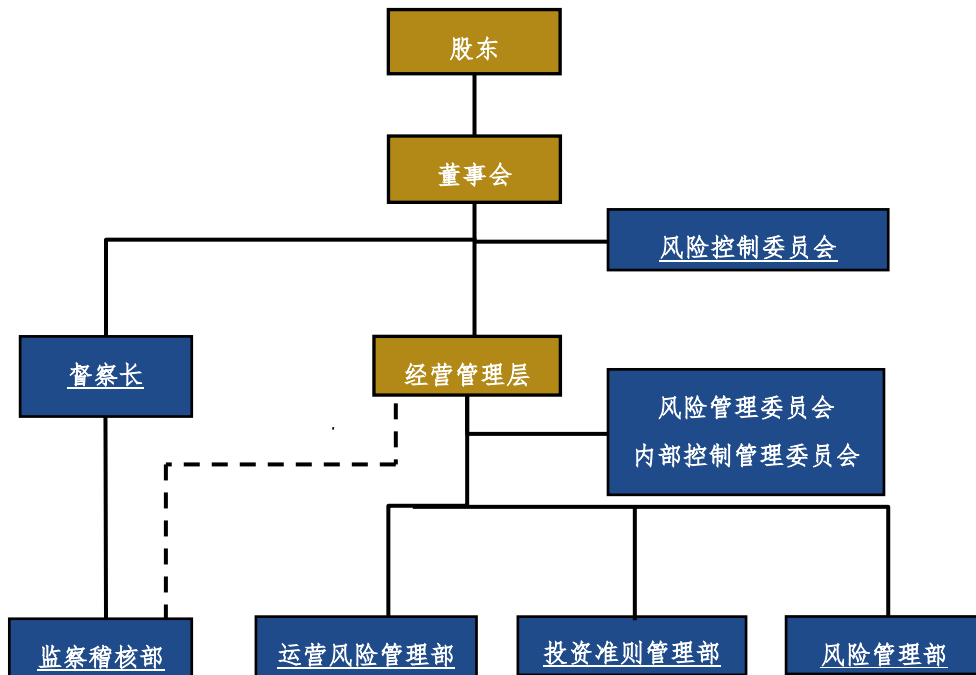 股东
董事会
风险控制委员会
督察长
经营管理层
风险管理委员会
内部控制管理委员会
监察稽核部
运营风险管理部
投资准则管理部
风险管理部